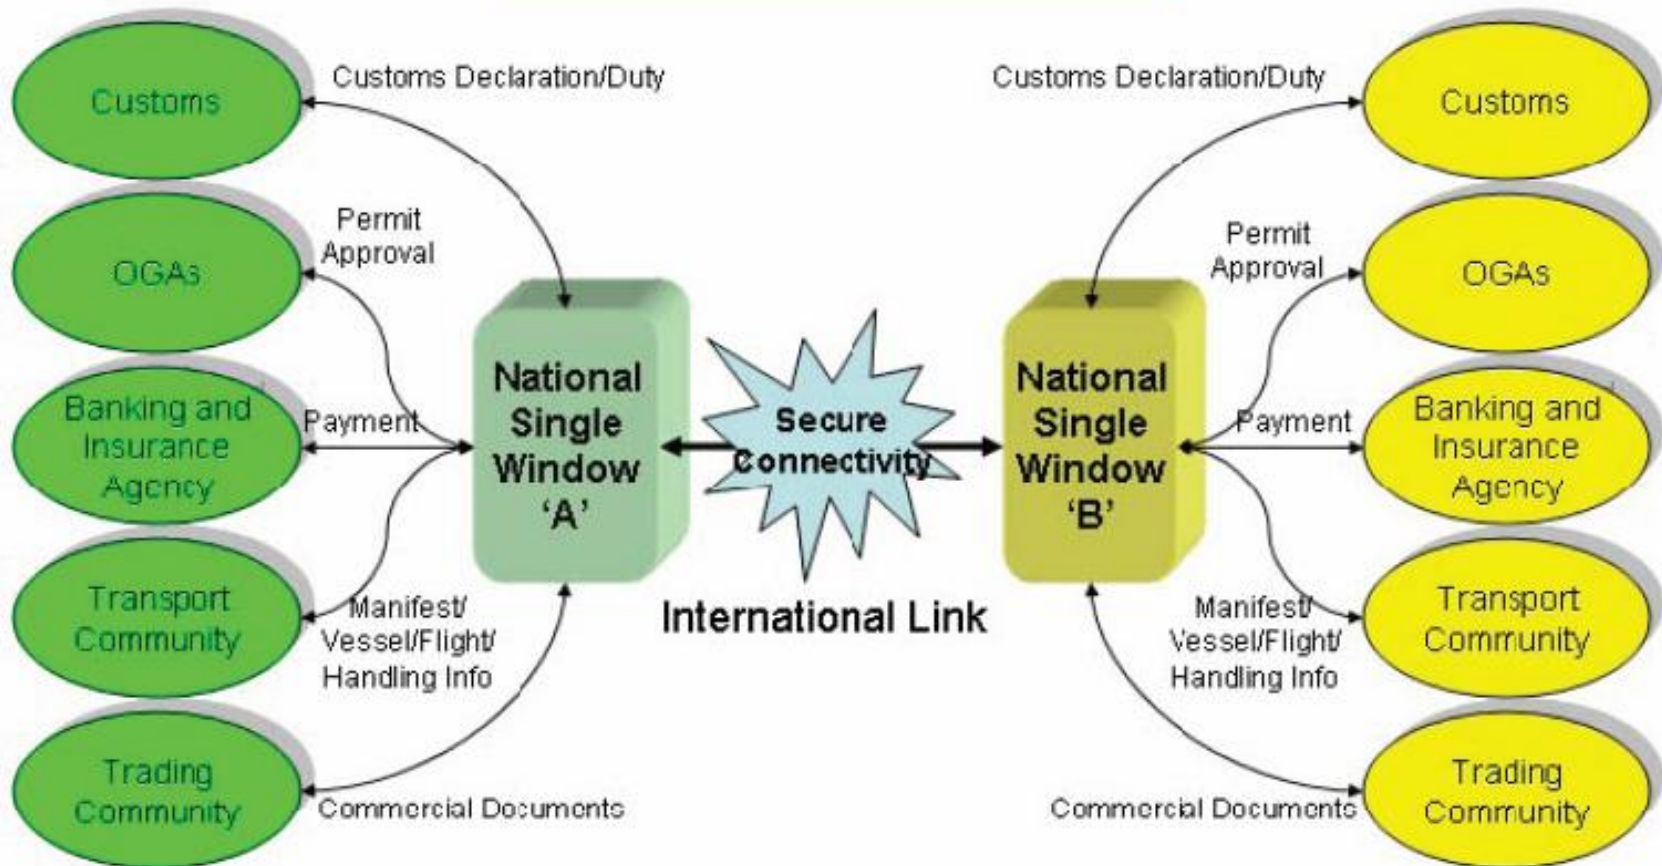 Customs
Customs Declaration/Duty
OGAs
Permit
Approval
Banking and
Insurance
Agency
Payment
Transport
Community
Manifest/
Vessel/Flight/
Handling Info
Trading
Community
Commercial Documents
National
Single
Window
‘A’
Secure
Connectivity
International Link
National
Single
Window
‘B’
Customs Declaration/Duty
Customs
Permit
Approval
OGAs
Payment
Banking and
Insurance
Agency
Manifest/
Vessel/Flight/
Handling Info
Transport
Community
Commercial Documents
Trading
Community